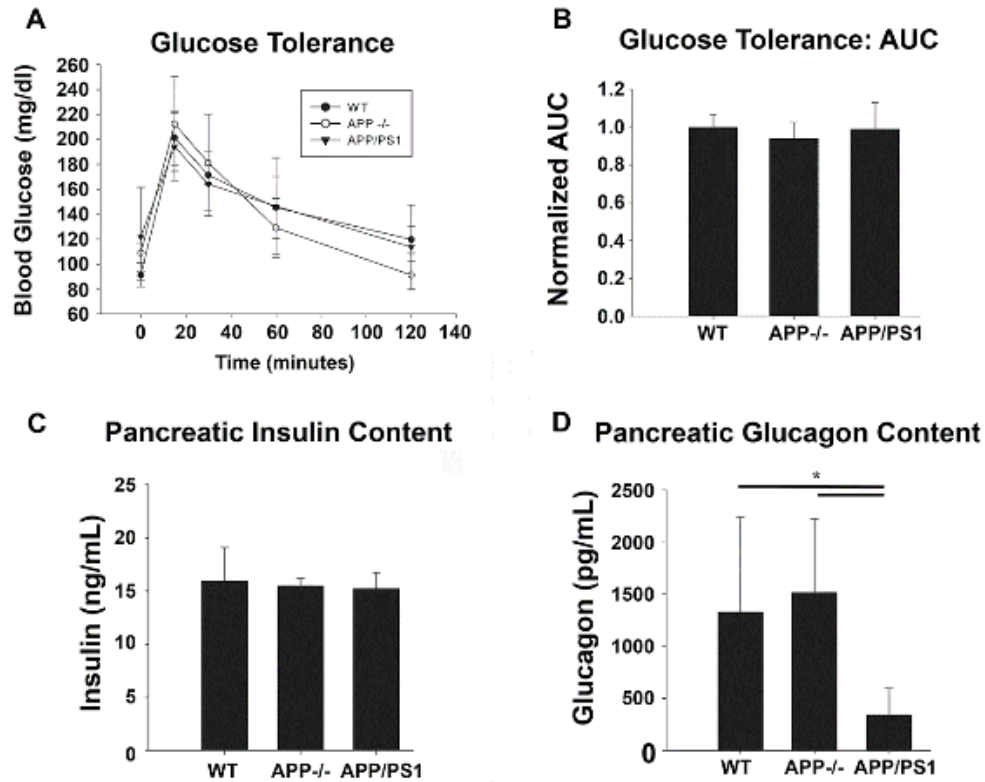 A
Glucose Tolerance
Blood Glucose (mg/dl)
260
240
220
200
180
160
140
120
100
80
60
WT
APP -/-
APP/PS1
0 20 40 60 80 100 120 140
Time (minutes)
B
Glucose Tolerance: AUC
Normalized AUC
1.2
1.0
0.8
0.6
0.4
0.2
0.0
WT APP-/- APP/PS1
C
Pancreatic Insulin Content
Insulin (ng/mL)
25
20
15
10
5
0
WT APP-/- APP/PS1
D
Pancreatic Glucagon Content
Glucagon (pg/mL)
*
2500
2000
1500
1000
500
0
WT APP-/- APP/PS1